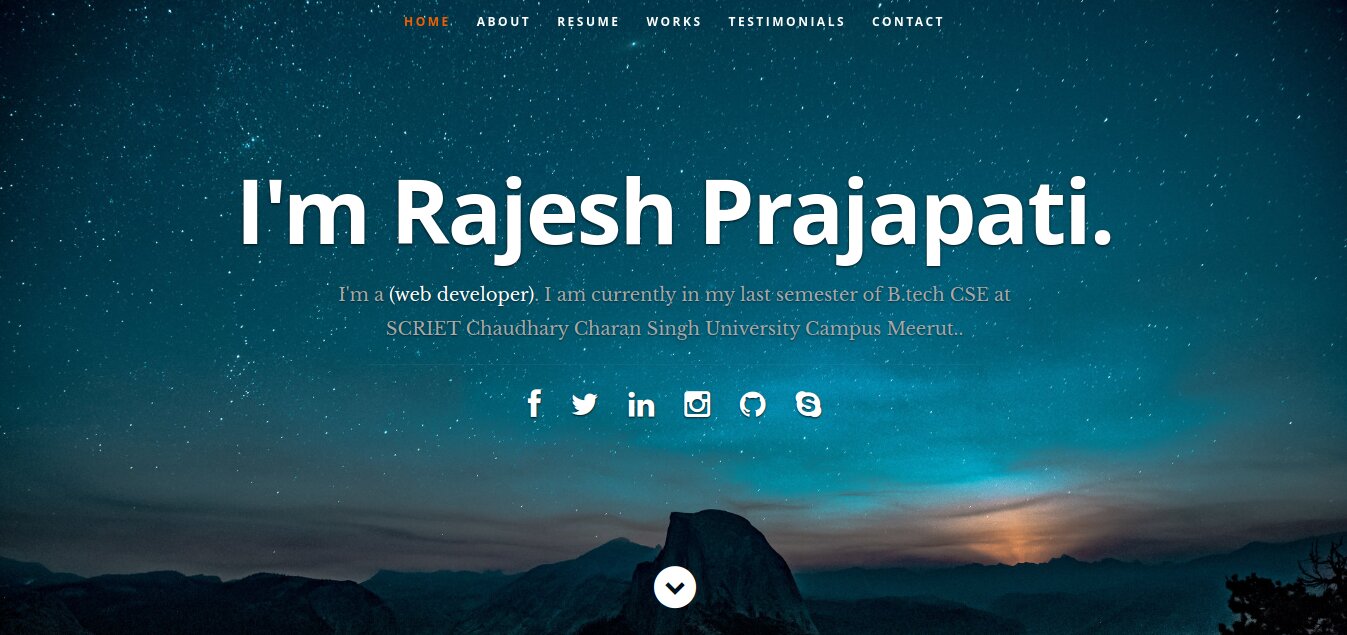 HOME ABOUT RESUME WORKS TESTIMONIALS CONTACT
I'm Rajesh Prajapati.
I'm a (web developer). I am currently in my last semester of B.tech CSE at
SCRIET Chaudhary Charan Singh University Campus Meerut..